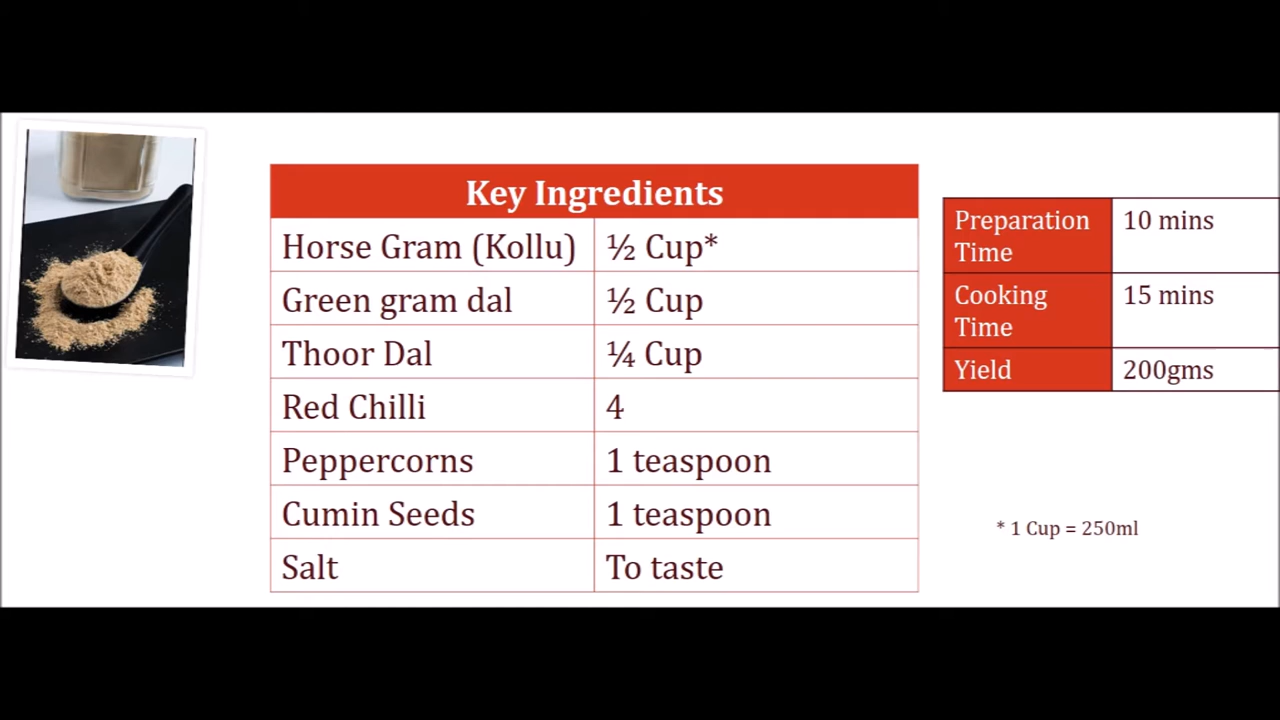 Key Ingredients
Horse Gram (Kollu) ½ Cup*
Green gram dal ½ Cup
Thoor Dal ¼ Cup
Red Chilli 4
Peppercorns 1 teaspoon
Cumin Seeds 1 teaspoon
Salt To taste
Preparation Time 10 mins
Cooking Time 15 mins
Yield 200gms
* 1 Cup = 250ml